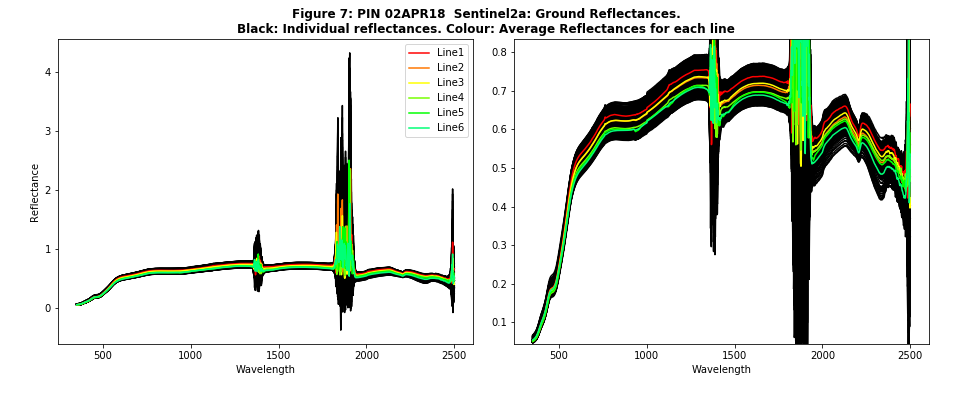 Figure 7: PIN 02APR18  Sentinel2a: Ground Reflectances.
Black: Individual reflectances. Colour: Average Reflectances for each line
Reflectance
4
3
2
1
0
500
1000
1500
2000
2500
Wavelength
Line1
Line2
Line3
Line4
Line5
Line6
0.8
0.7
0.6
0.5
0.4
0.3
0.2
0.1
500
1000
1500
2000
2500
Wavelength